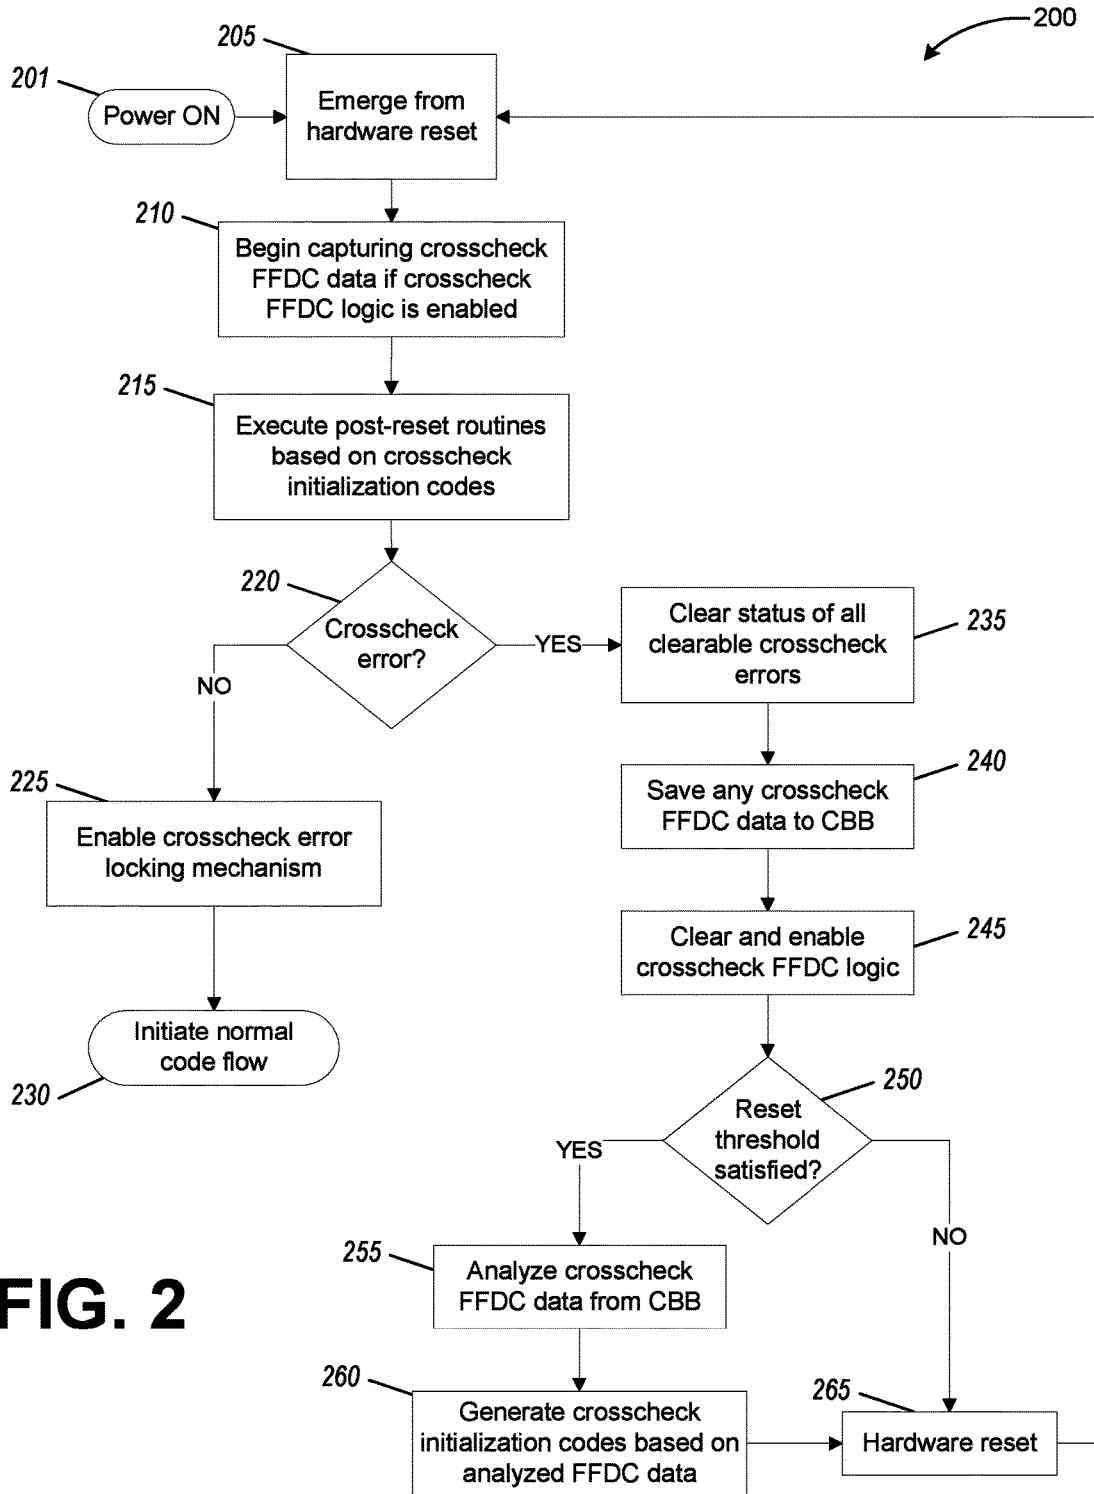 200
205
201
Power ON
Emerge from
hardware reset
210
Begin capturing crosscheck
FFDC data if crosscheck
FFDC logic is enabled
215
Execute post-reset routines
based on crosscheck
initialization codes
220
Crosscheck
error?
YES
NO
Clear status of all
clearable crosscheck
errors
235
225
Enable crosscheck error
locking mechanism
240
Save any crosscheck
FFDC data to CBB
245
Clear and enable
crosscheck FFDC logic
Initiate normal
code flow
230
250
Reset
threshold
satisfied?
YES
NO
255
Analyze crosscheck
FFDC data from CBB
FIG. 2
260
Generate crosscheck
initialization codes based on
analyzed FFDC data
265
Hardware reset